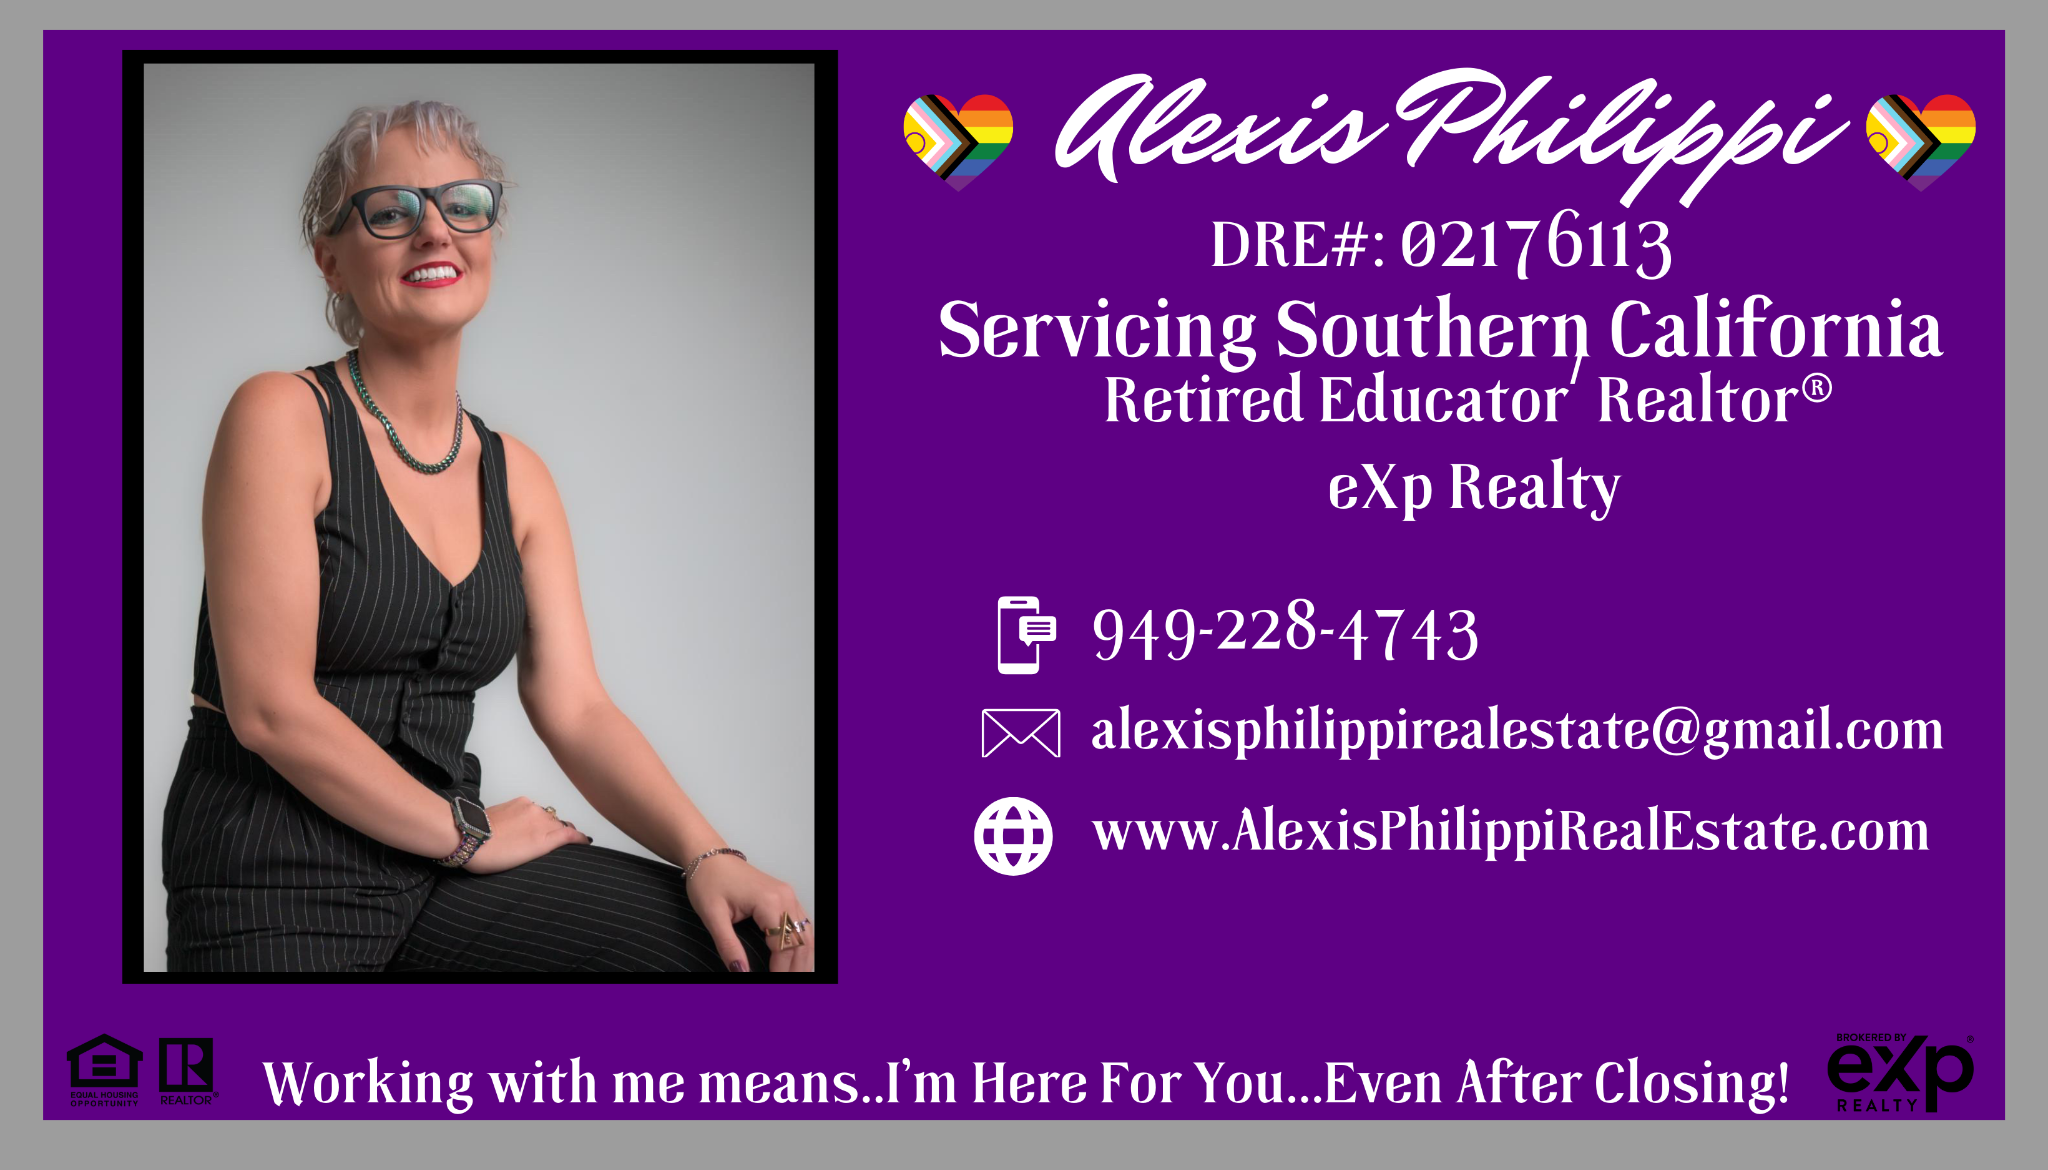 Alexis Philippi
DRE#: 02176113
Servicing Southern California
Retired Educator, Realtor®
eXp Realty
949-228-4743
alexisphilippirealestate@gmail.com
www.AlexisPhilippiRealEstate.com
EQUAL HOUSING
OPPORTUNITY
R
REALTOR®
Working with me means..I'm Here For You...Even After Closing!
BROKERED BY
eXp®
REALTY